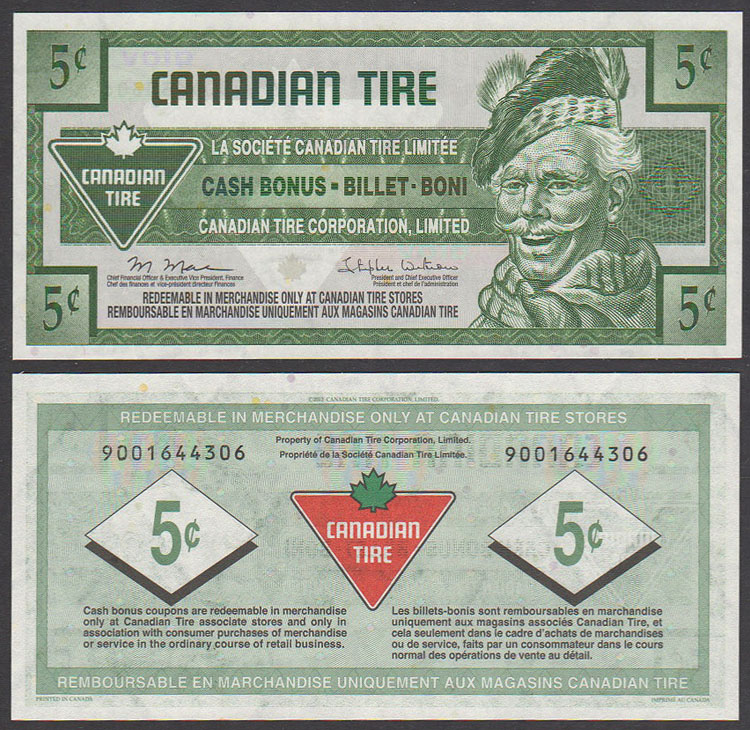 5¢
VOID
5¢
CANADIAN TIRE
LA SOCIÉTÉ CANADIAN TIRE LIMITÉE
CANADIAN
TIRE
CASH BONUS - BILLET - BONI
CANADIAN TIRE CORPORATION, LIMITED
Chief Financial Officer & Executive Vice President, Finance
Chef des finances et vice-président directeur Finances
President and Chief Executive Officer
Président et chef de l'administration
REDEEMABLE IN MERCHANDISE ONLY AT CANADIAN TIRE STORES
REMBOURSABLE EN MARCHANDISE UNIQUEMENT AUX MAGASINS CANADIAN TIRE
5¢
5¢
REDEEMABLE IN MERCHANDISE ONLY AT CANADIAN TIRE STORES
Property of Canadian Tire Corporation, Limited.
Propriété de la Société Canadian Tire Limitée.
9001644306
9001644306
5¢
CANADIAN
TIRE
5¢
Cash bonus coupons are redeemable in merchandise
only at Canadian Tire associate stores and only in
association with consumer purchases of merchandise
or service in the ordinary course of retail business.
Les billets-bonis sont remboursables en marchandise
uniquement aux magasins associés Canadian Tire, et
cela seulement dans le cadre d'achats de marchandises
ou de service, faits par un consommateur dans le cours
normal des opérations de vente au détail.
REMBOURSABLE EN MARCHANDISE UNIQUEMENT AUX MAGASINS CANADIAN TIRE
PRINTED IN CANADA
IMPRIMÉ AU CANADA